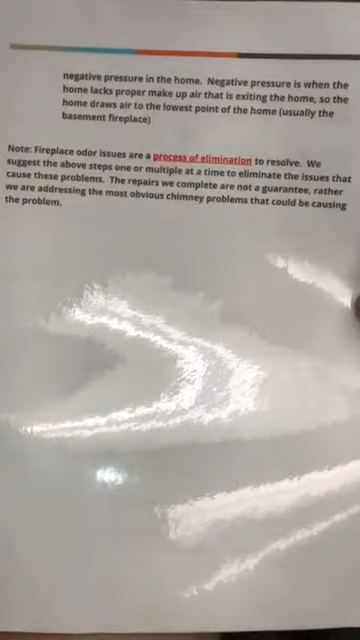 negative pressure in the home. Negative pressure is when the
home lacks proper make up air that is exiting the home, so the
home draws air to the lowest point of the home (usually the
basement fireplace)
Note: Fireplace odor issues are a process of elimination to resolve. We
suggest the above steps one or multiple at a time to eliminate the issues that
cause these problems. The repairs we complete are not a guarantee, rather
we are addressing the most obvious chimney problems that could be causing
the problem.